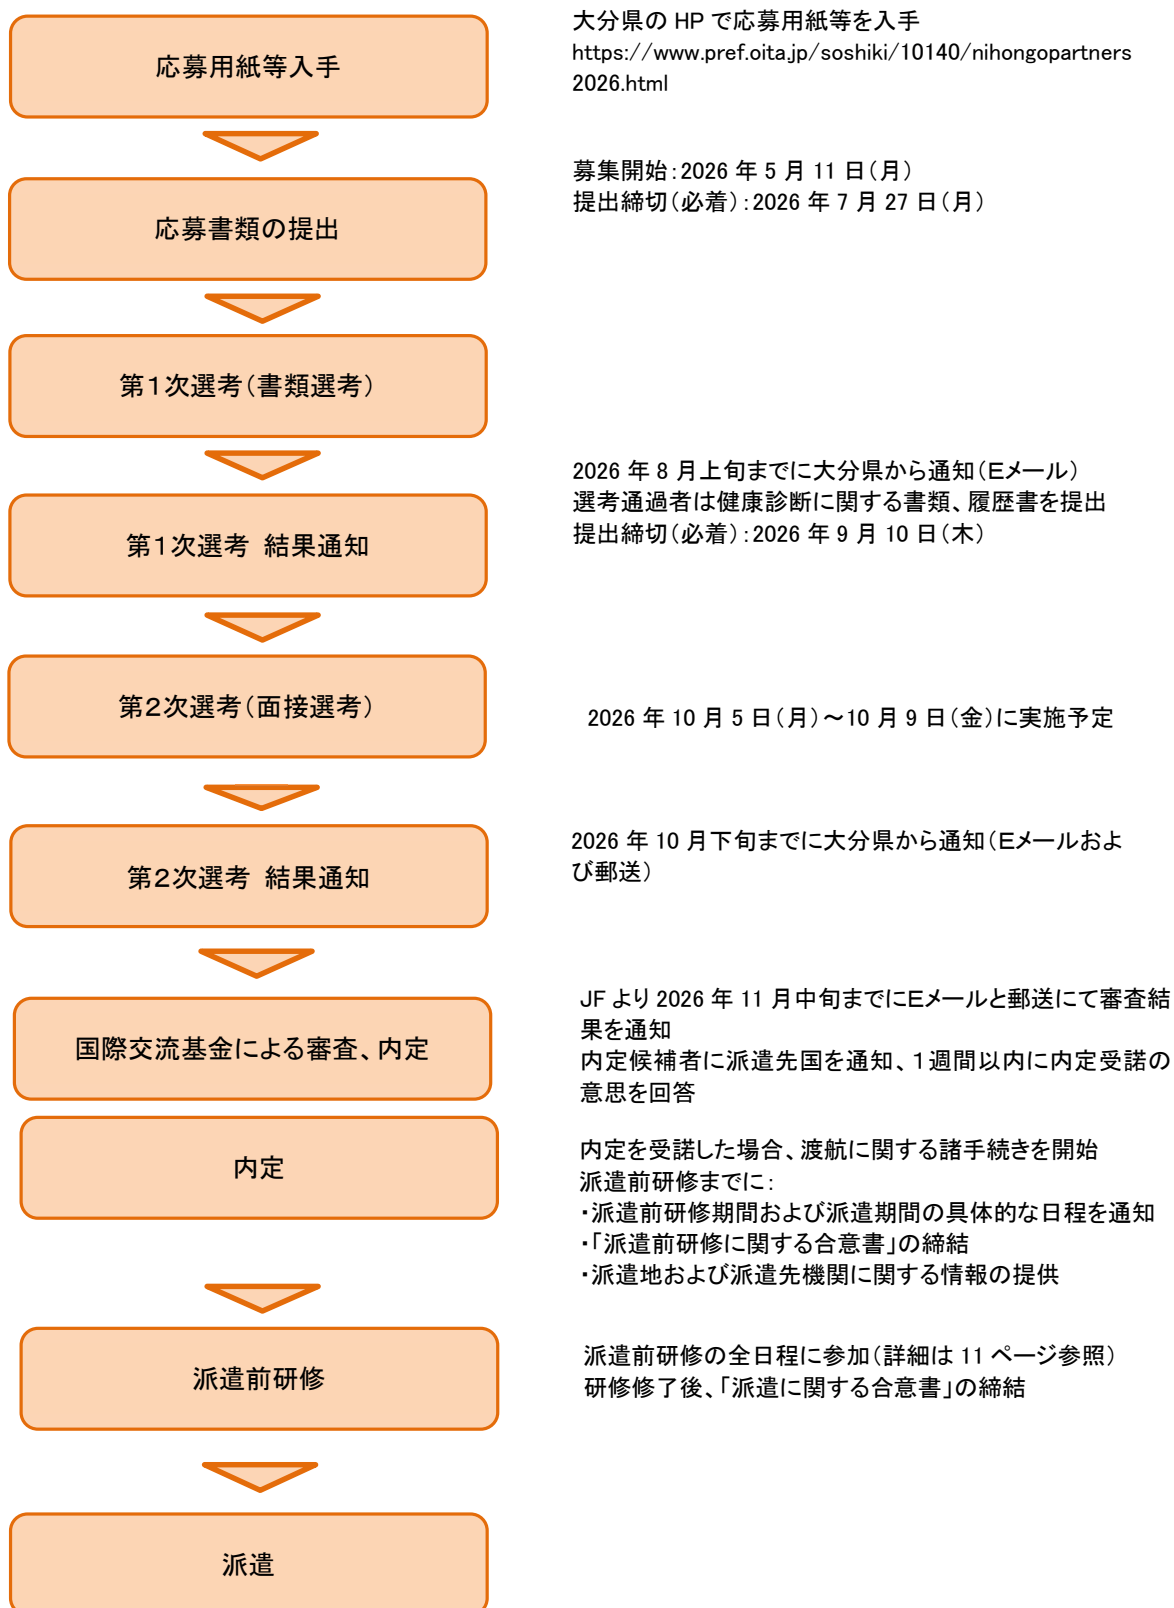 応募用紙等入手
大分県の HP で応募用紙等を入手
https://www.pref.oita.jp/soshiki/10140/nihongopartners
2026.html
応募書類の提出
募集開始：2026 年 5 月 11 日（月）
提出締切（必着）：2026 年 7 月 27 日（月）
第１次選考（書類選考）
第１次選考 結果通知
2026 年 8 月上旬までに大分県から通知（Eメール）
選考通過者は健康診断に関する書類、履歴書を提出
提出締切（必着）：2026 年 9 月 10 日（木）
第２次選考（面接選考）
2026 年 10 月 5 日（月）～10 月 9 日（金）に実施予定
第２次選考 結果通知
2026 年 10 月下旬までに大分県から通知（Eメールおよ
び郵送）
国際交流基金による審査、内定
JF より 2026 年 11 月中旬までにEメールと郵送にて審査結
果を通知
内定候補者に派遣先国を通知、１週間以内に内定受諾の
意思を回答
内定
内定を受諾した場合、渡航に関する諸手続きを開始
派遣前研修までに：
・派遣前研修期間および派遣期間の具体的な日程を通知
・「派遣前研修に関する合意書」の締結
・派遣地および派遣先機関に関する情報の提供
派遣前研修
派遣前研修の全日程に参加（詳細は 11 ページ参照）
研修修了後、「派遣に関する合意書」の締結
派遣